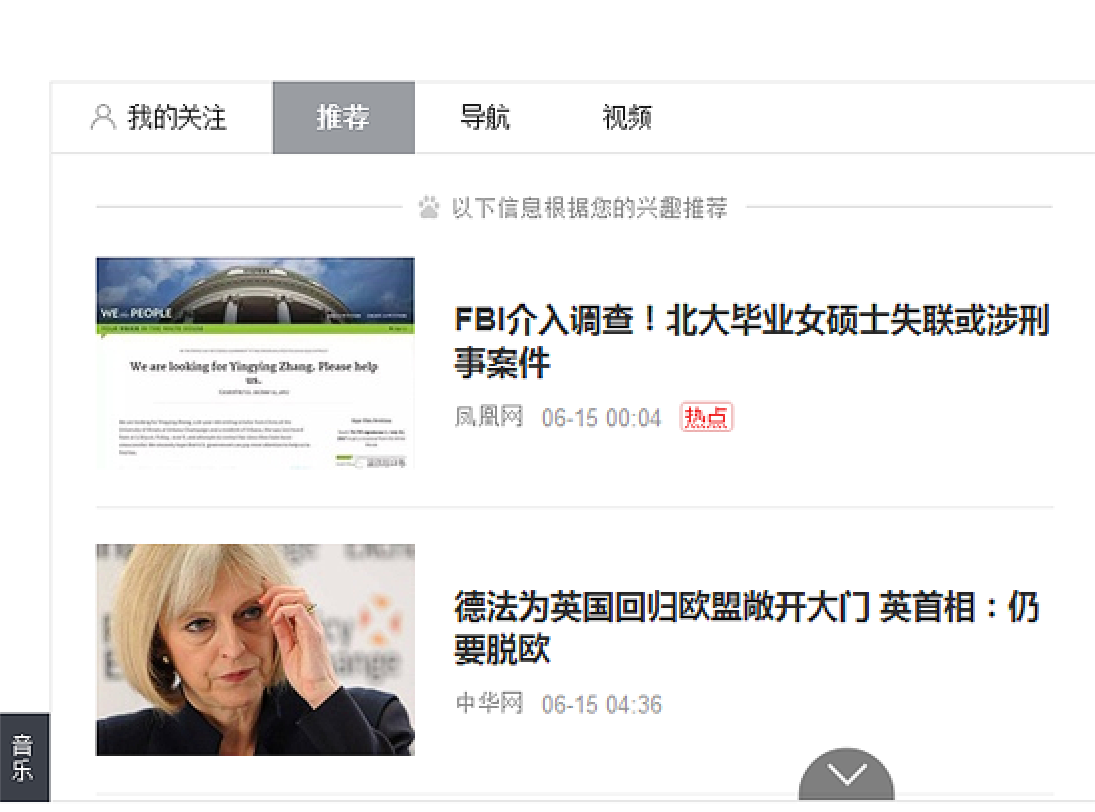 我的关注
推荐
导航
视频
以下信息根据您的兴趣推荐
WE THE PEOPLE
We are looking for Yingying Zhang. Please help
us.
FBI介入调查！北大毕业女硕士失联或涉刑
事案件
凤凰网 06-15 00:04 热点
德法为英国回归欧盟敞开大门 英首相：仍
要脱欧
中华网 06-15 04:36
音乐